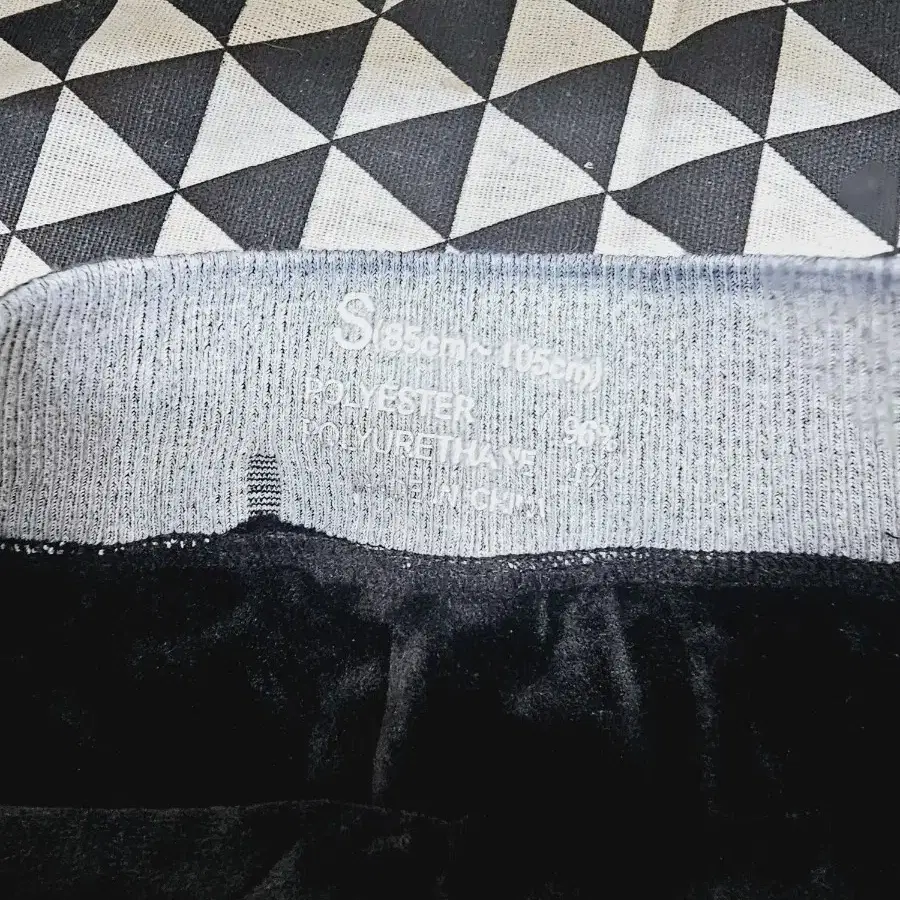 S(85cm~105cm)
POLYESTER 96%
POLYURETHANE 4%
MADE IN CHINA